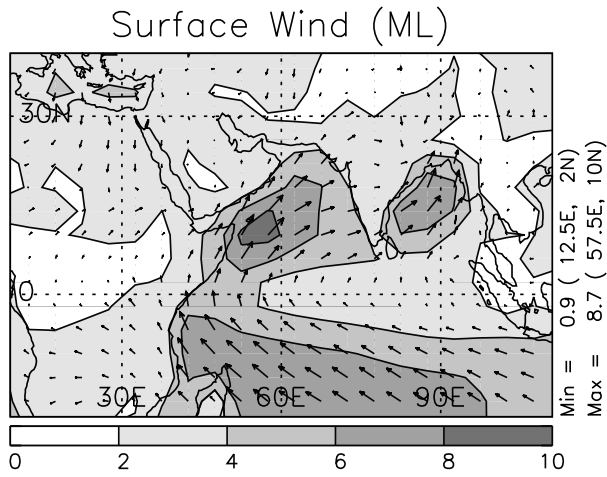 Surface Wind (ML)
30N
0
30E 60E 90E
Min = 0.9 ( 12.5E, 2N)
Max = 8.7 ( 57.5E, 10N)
0 2 4 6 8 10